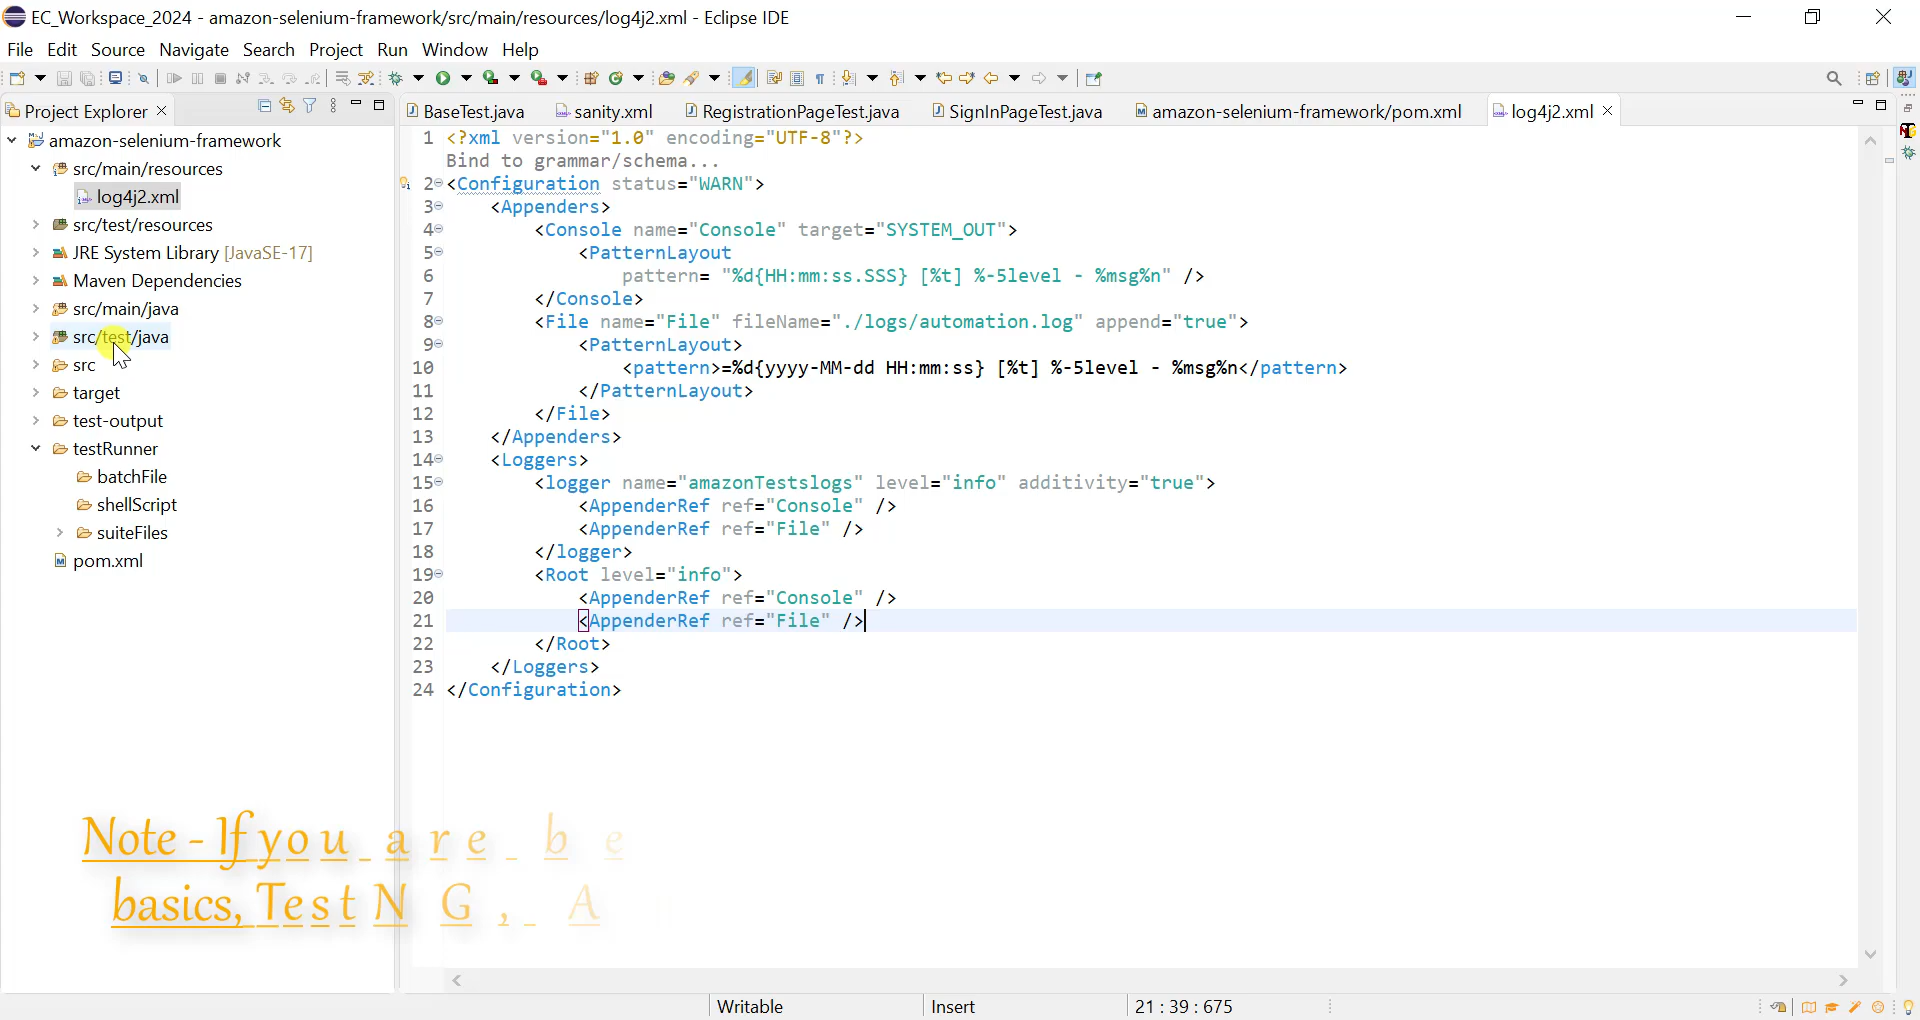 EC_Workspace_2024 - amazon-selenium-framework/src/main/resources/log4j2.xml - Eclipse IDE
File Edit Source Navigate Search Project Run Window Help
Project Explorer
BaseTest.java sanity.xml RegistrationPageTest.java SignInPageTest.java amazon-selenium-framework/pom.xml log4j2.xml
amazon-selenium-framework
src/main/resources
log4j2.xml
src/test/resources
JRE System Library [JavaSE-17]
Maven Dependencies
src/main/java
src/test/java
src
target
test-output
testRunner
batchFile
shellScript
suiteFiles
pom.xml
1 <?xml version="1.0" encoding="UTF-8"?>
Bind to grammar/schema...
2 <Configuration status="WARN">
3 <Appenders>
4 <Console name="Console" target="SYSTEM_OUT">
5 <PatternLayout
6 pattern= "%d{HH:mm:ss.SSS} [%t] %-5level - %msg%n" />
7 </Console>
8 <File name="File" fileName="./logs/automation.log" append="true">
9 <PatternLayout>
10 <pattern>=%d{yyyy-MM-dd HH:mm:ss} [%t] %-5level - %msg%n</pattern>
11 </PatternLayout>
12 </File>
13 </Appenders>
14 <Loggers>
15 <logger name="amazonTestslogs" level="info" additivity="true">
16 <AppenderRef ref="Console" />
17 <AppenderRef ref="File" />
18 </logger>
19 <Root level="info">
20 <AppenderRef ref="Console" />
21 <AppenderRef ref="File" />
22 </Root>
23 </Loggers>
24 </Configuration>
Note - If you are be
basics, TestNG, A
Writable Insert 21 : 39 : 675